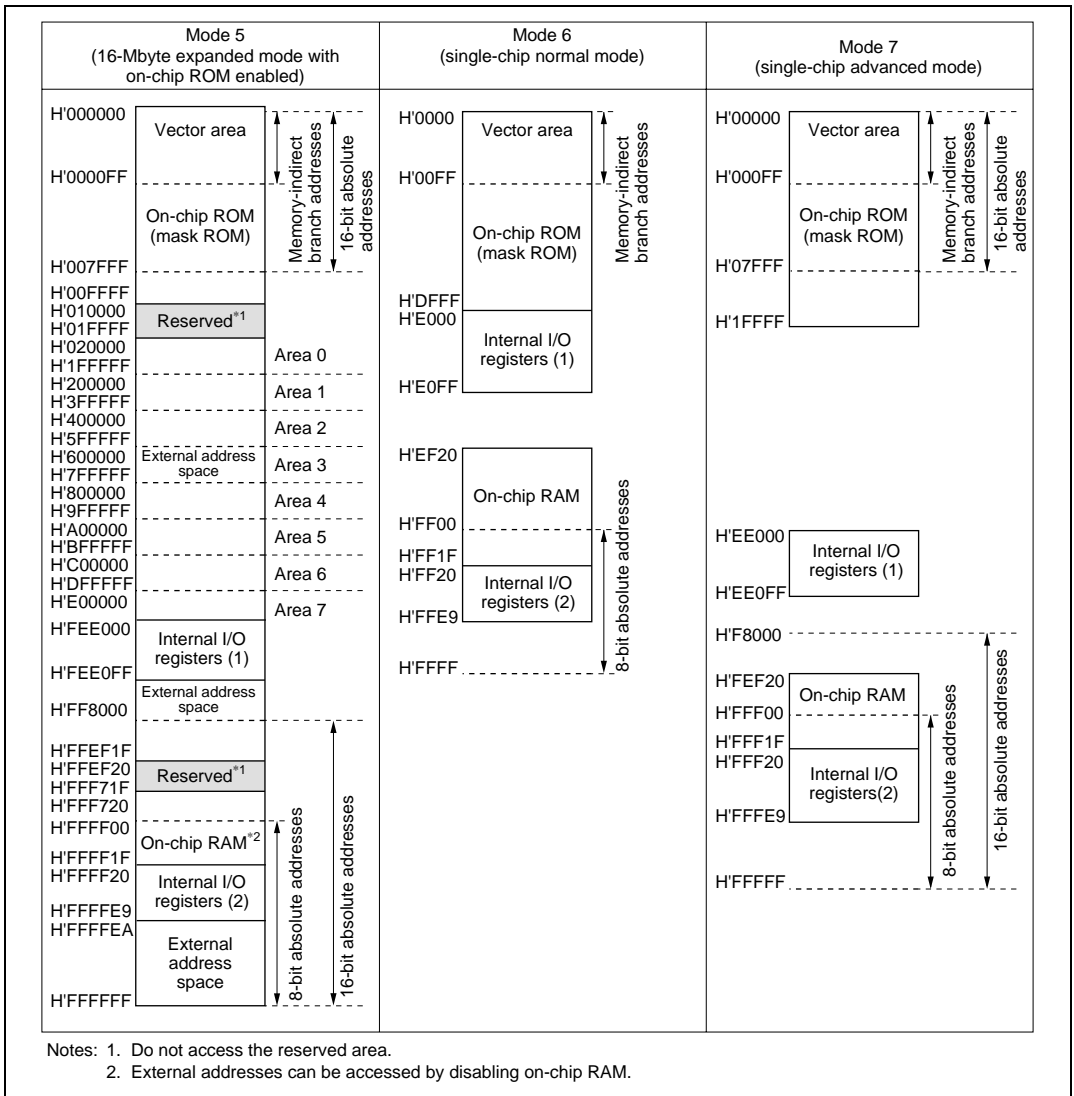 Mode 5
(16-Mbyte expanded mode with
on-chip ROM enabled)
H'000000
Vector area
H'0000FF
On-chip ROM
(mask ROM)
H'007FFF
Memory-indirect
branch addresses
16-bit absolute
addresses
H'00FFFF
H'010000
Reserved*1
H'01FFFF
H'020000
Area 0
H'1FFFFF
H'200000
Area 1
H'3FFFFF
H'400000
Area 2
H'5FFFFF
H'600000
External address
space
Area 3
H'7FFFFF
H'800000
Area 4
H'9FFFFF
H'A00000
Area 5
H'BFFFFF
H'C00000
Area 6
H'DFFFFF
H'E00000
Area 7
H'FEE000
Internal I/O
registers (1)
H'FEE0FF
External address
space
H'FF8000
H'FFEF1F
H'FFEF20
Reserved*1
H'FFF71F
H'FFF720
H'FFFF00
On-chip RAM*2
H'FFFF1F
H'FFFF20
Internal I/O
registers (2)
H'FFFFE9
H'FFFFEA
External
address
space
H'FFFFFF
8-bit absolute addresses
16-bit absolute addresses
Mode 6
(single-chip normal mode)
H'0000
Vector area
H'00FF
On-chip ROM
(mask ROM)
Memory-indirect
branch addresses
H'DFFF
H'E000
Internal I/O
registers (1)
H'E0FF
H'EF20
On-chip RAM
H'FF00
H'FF1F
H'FF20
Internal I/O
registers (2)
H'FFE9
H'FFFF
8-bit absolute addresses
Mode 7
(single-chip advanced mode)
H'00000
Vector area
H'000FF
On-chip ROM
(mask ROM)
H'07FFF
Memory-indirect
branch addresses
16-bit absolute
addresses
H'1FFFF
H'EE000
Internal I/O
registers (1)
H'EE0FF
H'F8000
H'FEF20
On-chip RAM
H'FFF00
H'FFF1F
H'FFF20
Internal I/O
registers(2)
H'FFFE9
H'FFFFF
8-bit absolute addresses
16-bit absolute addresses
Notes: 1. Do not access the reserved area.
2. External addresses can be accessed by disabling on-chip RAM.